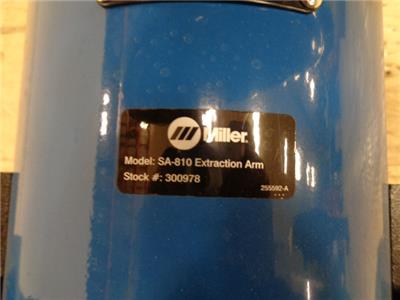 Miller
Model: SA-810 Extraction Arm
Stock #: 300978
255592-A